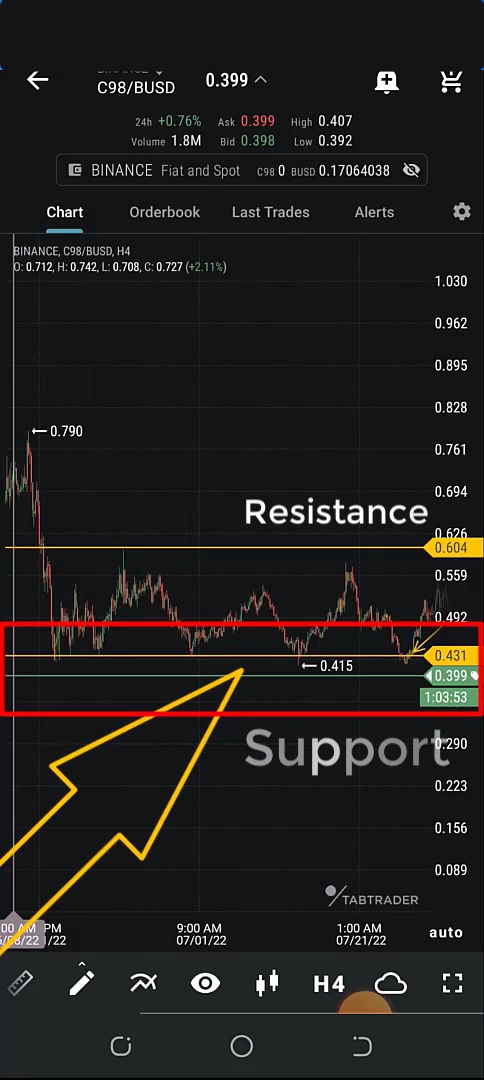 C98/BUSD
0.399
24h +0.76% Ask 0.399 High 0.407
Volume 1.8M Bid 0.398 Low 0.392
BINANCE Fiat and Spot C98 0 BUSD 0.17064038
Chart Orderbook Last Trades Alerts
BINANCE, C98/BUSD, H4
O: 0.712, H: 0.742, L: 0.708, C: 0.727 (+2.11%)
1.030
0.962
0.895
0.828
0.790
0.761
0.694
Resistance
0.626
0.604
0.559
0.492
0.431
0.415
0.399
1:03:53
Support
0.290
0.223
0.156
0.089
TABTRADER
00 AM PM 9:00 AM 1:00 AM
07/01/22 07/21/22
auto
H4